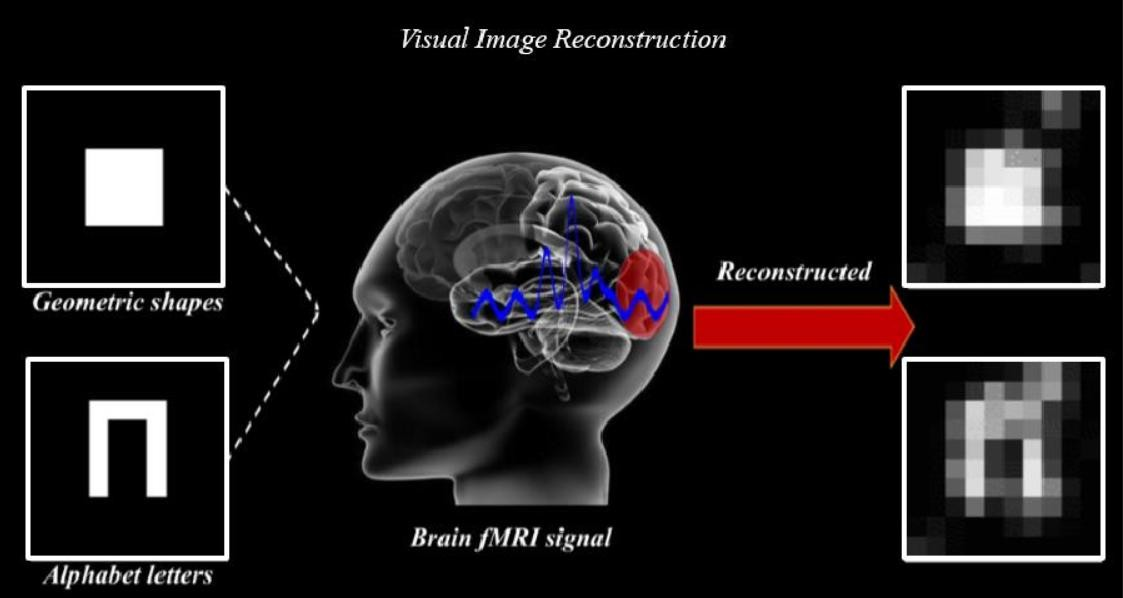 Visual Image Reconstruction
Geometric shapes
Reconstructed
Brain fMRI signal
Alphabet letters